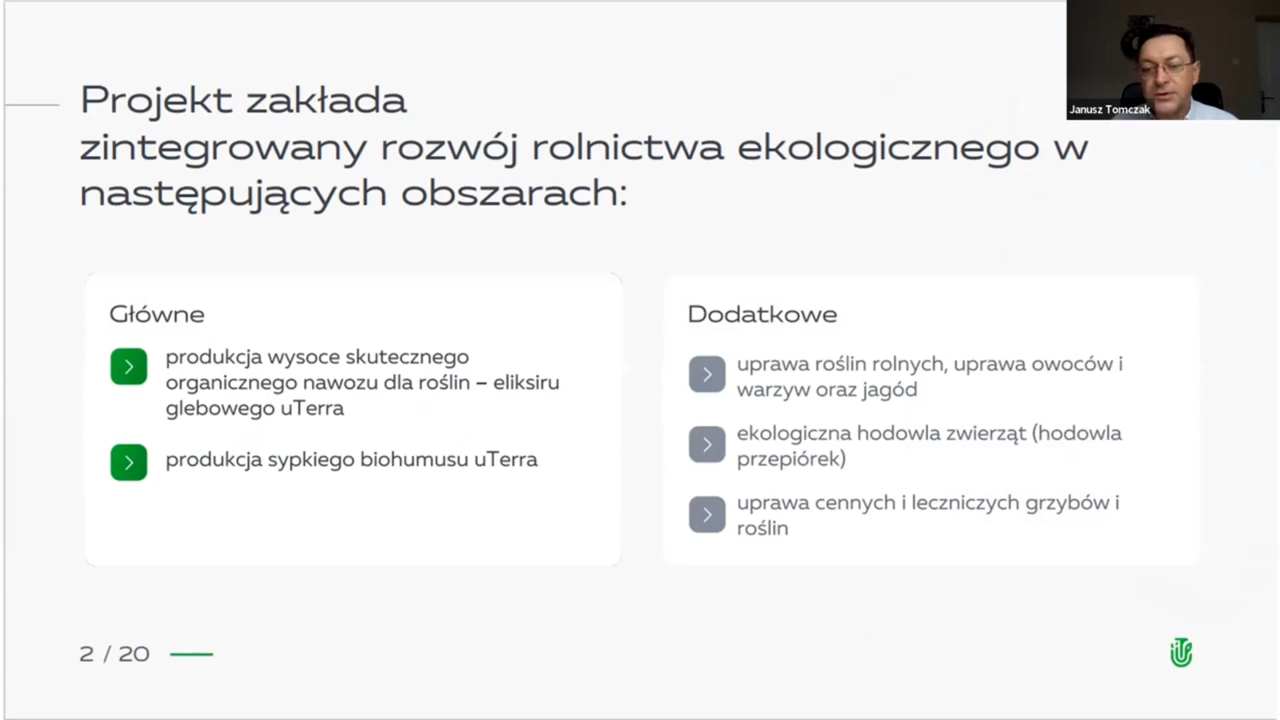 Janusz Tomczak
Projekt zakłada
zintegrowany rozwój rolnictwa ekologicznego w
następujących obszarach:
Główne
produkcja wysoce skutecznego
organicznego nawozu dla roślin – eliksiru
glebowego uTerra
produkcja sypkiego biohumusu uTerra
Dodatkowe
uprawa roślin rolnych, uprawa owoców i
warzyw oraz jagód
ekologiczna hodowla zwierząt (hodowla
przepiórek)
uprawa cennych i leczniczych grzybów i
roślin
2 / 20